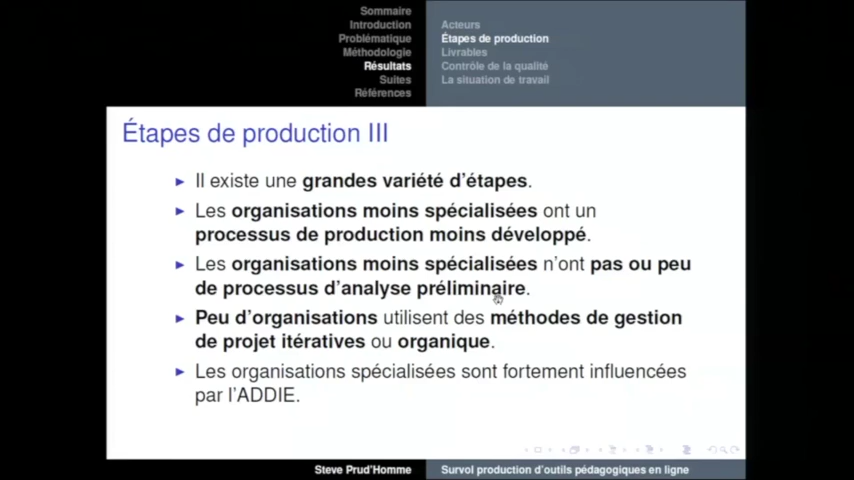 Sommaire
Introduction
Problématique
Méthodologie
Résultats
Suites
Références
Acteurs
Étapes de production
Livrables
Contrôle de la qualité
La situation de travail
Étapes de production III
Il existe une grandes variété d'étapes.
Les organisations moins spécialisées ont un
processus de production moins développé.
Les organisations moins spécialisées n'ont pas ou peu
de processus d'analyse préliminaire.
Peu d'organisations utilisent des méthodes de gestion
de projet itératives ou organique.
Les organisations spécialisées sont fortement influencées
par l'ADDIE.
Steve Prud'Homme
Survol production d'outils pédagogiques en ligne